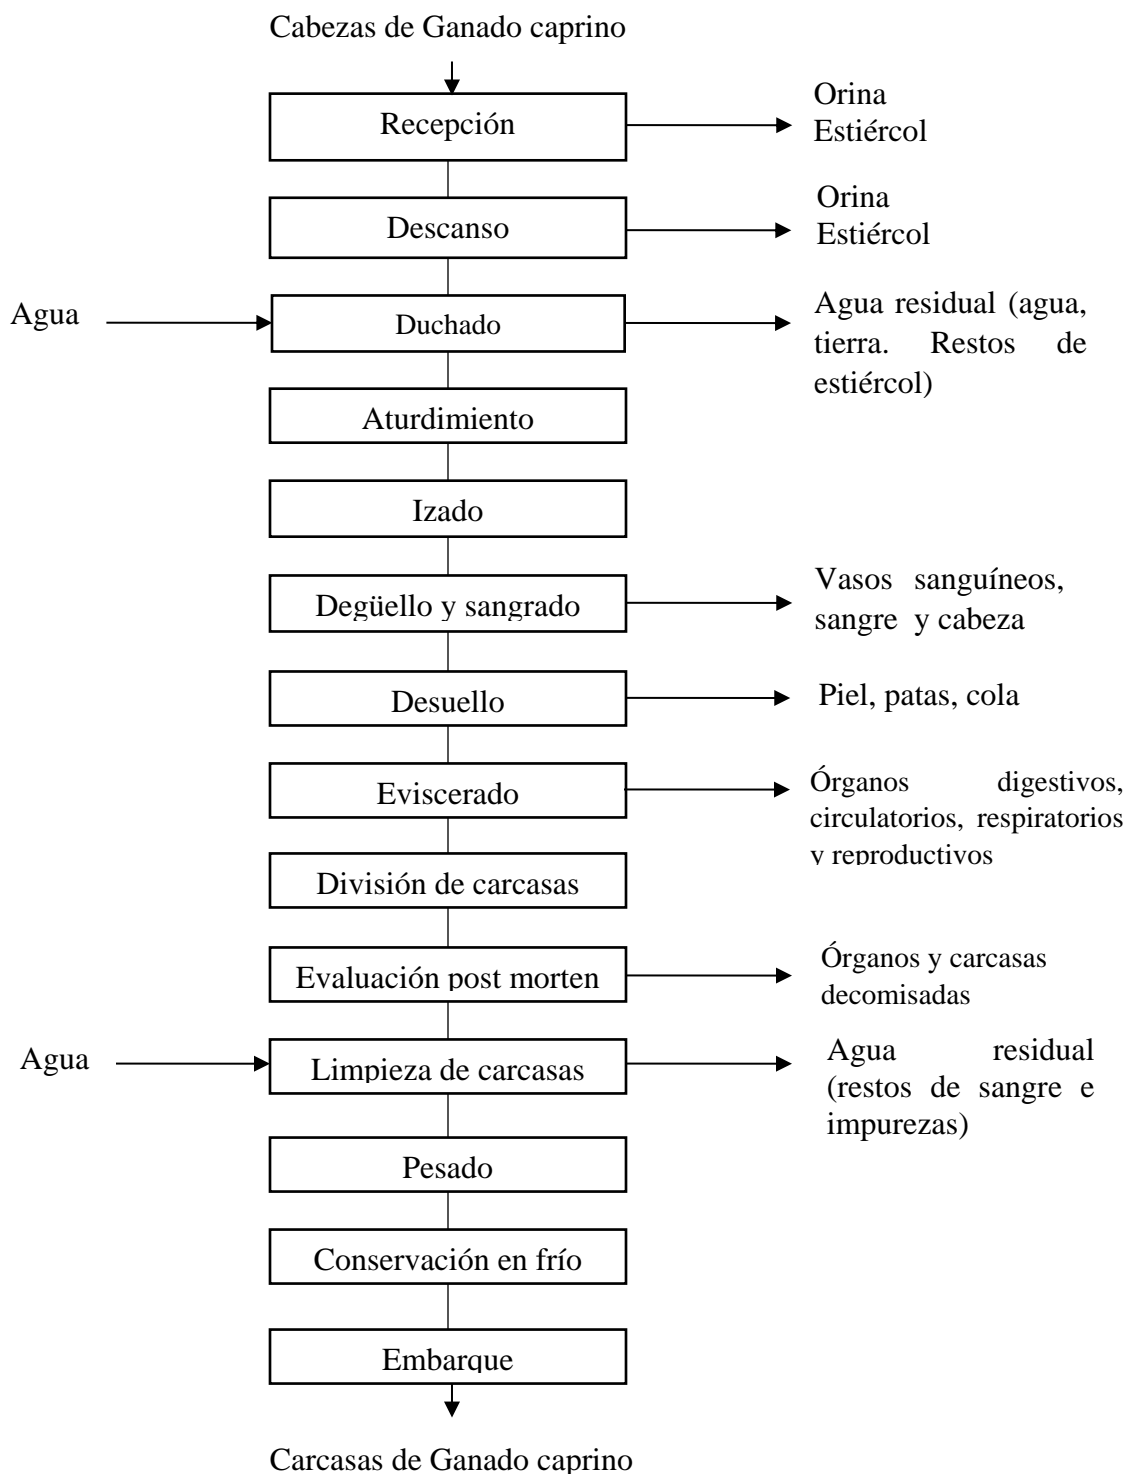 Cabezas de Ganado caprino
Recepción
Orina
Estiércol
Descanso
Orina
Estiércol
Agua
Duchado
Agua residual (agua,
tierra. Restos de
estiércol)
Aturdimiento
Izado
Degüello y sangrado
Vasos sanguíneos,
sangre y cabeza
Desuello
Piel, patas, cola
Eviscerado
Órganos digestivos,
circulatorios, respiratorios
y reproductivos
División de carcasas
Evaluación post morten
Órganos y carcasas
decomisadas
Agua
Limpieza de carcasas
Agua residual
(restos de sangre e
impurezas)
Pesado
Conservación en frío
Embarque
Carcasas de Ganado caprino